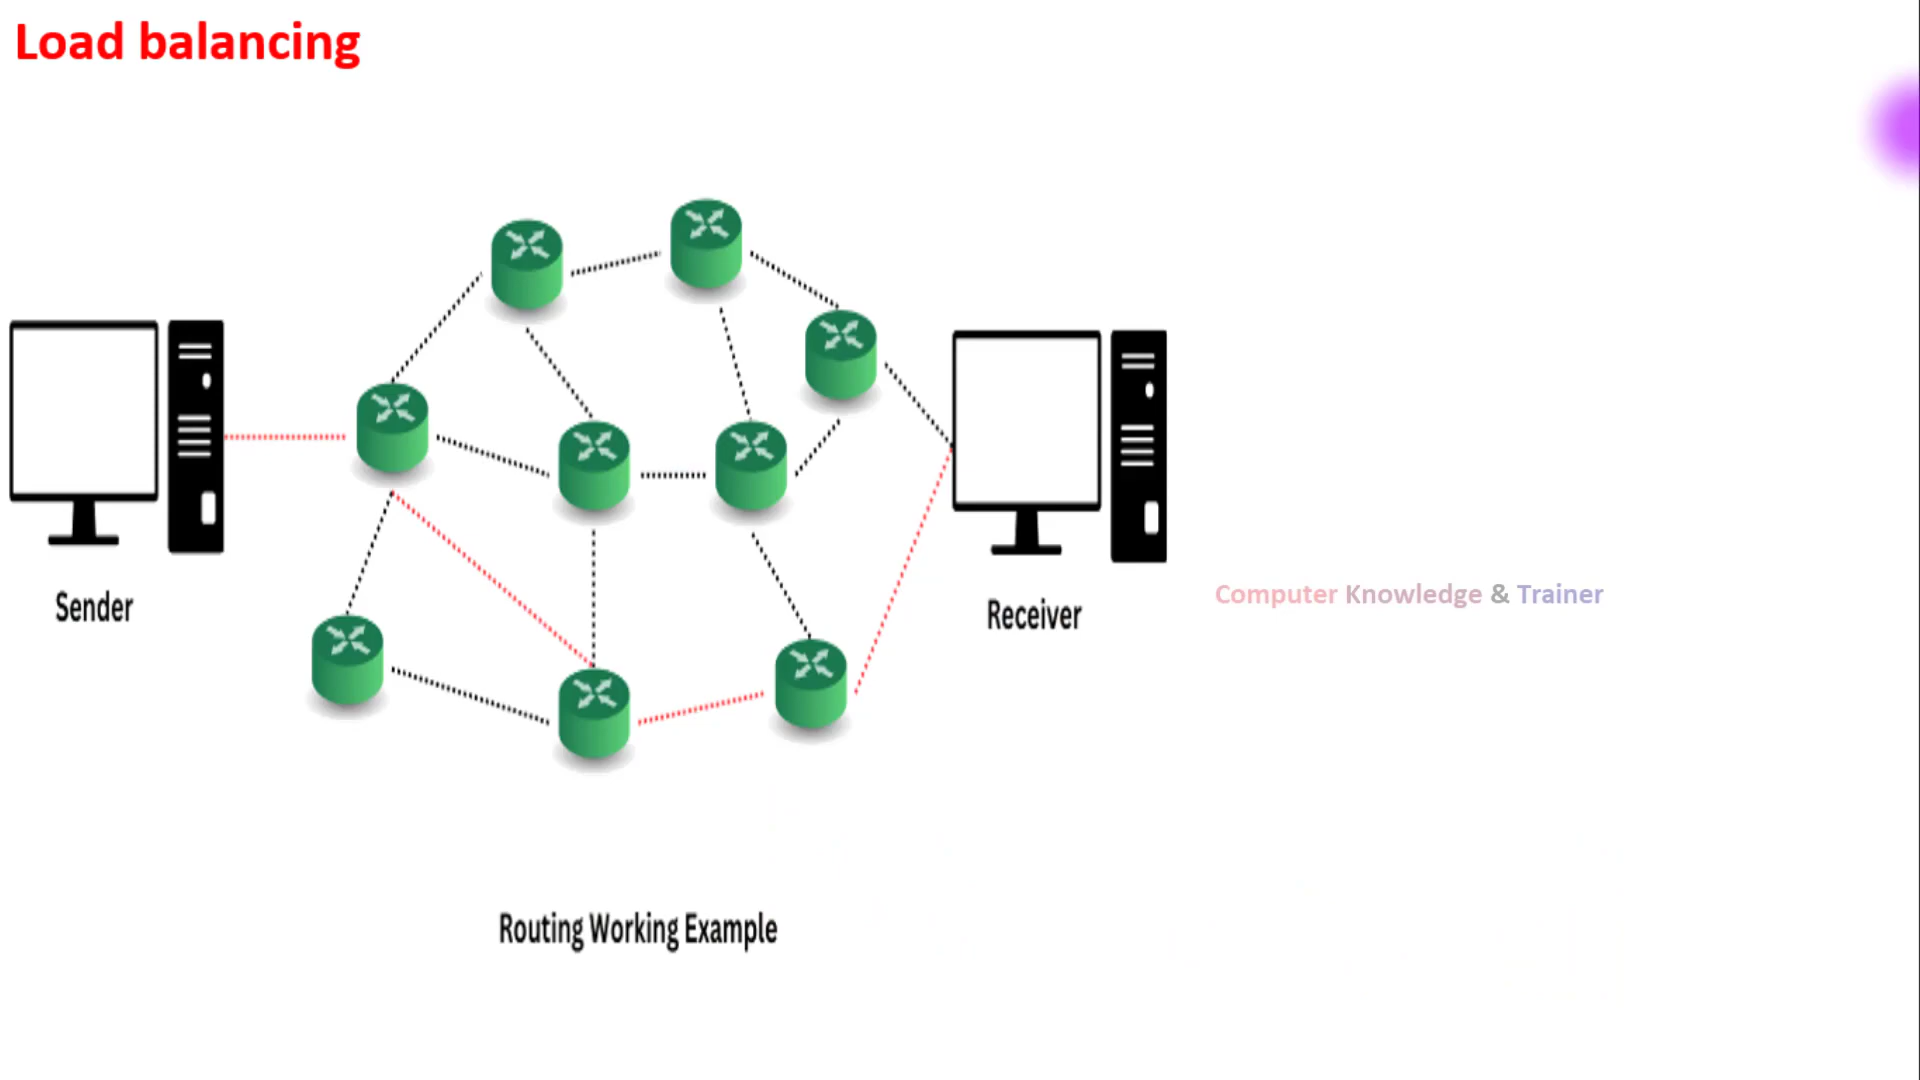 Load balancing
Sender
Receiver
Computer Knowledge & Trainer
Routing Working Example